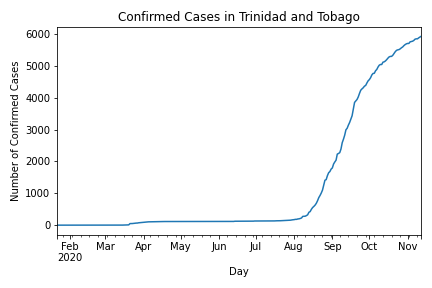 Confirmed Cases in Trinidad and Tobago
6000
5000
4000
3000
2000
1000
0
Number of Confirmed Cases
Feb Mar Apr May Jun Jul Aug Sep Oct Nov
2020
Day